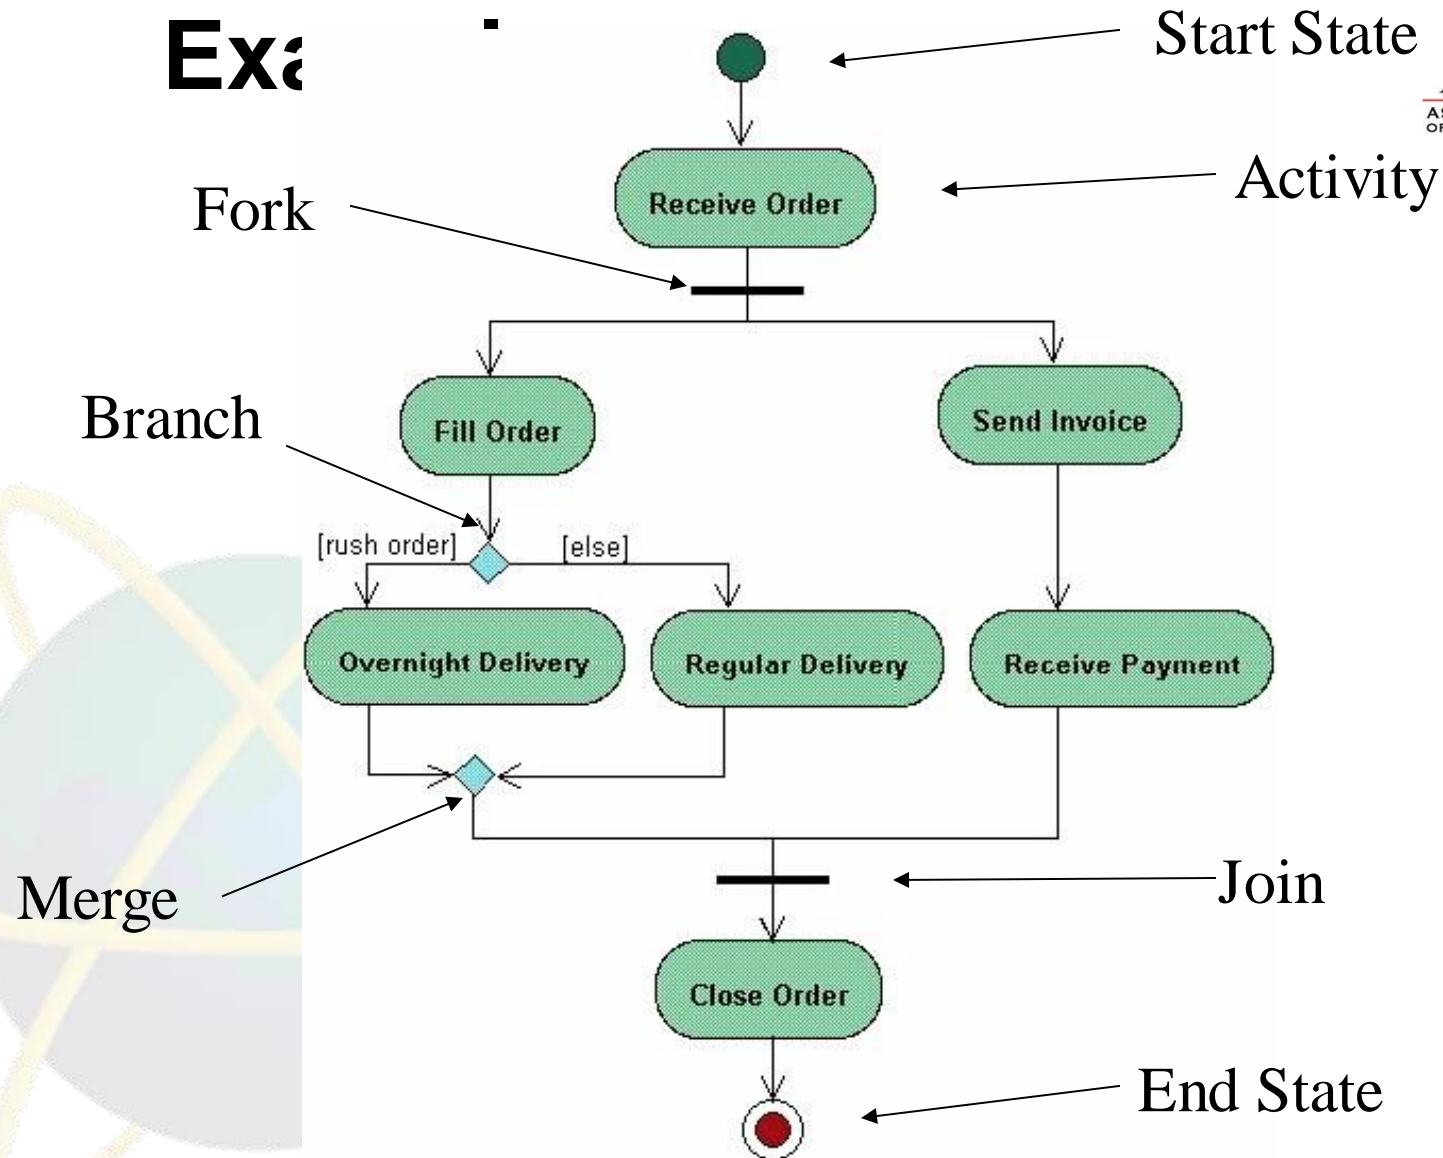 Start State
Activity
Receive Order
Fork
Branch
Fill Order
Send Invoice
[rush order]
[else]
Overnight Delivery
Regular Delivery
Receive Payment
Merge
Join
Close Order
End State